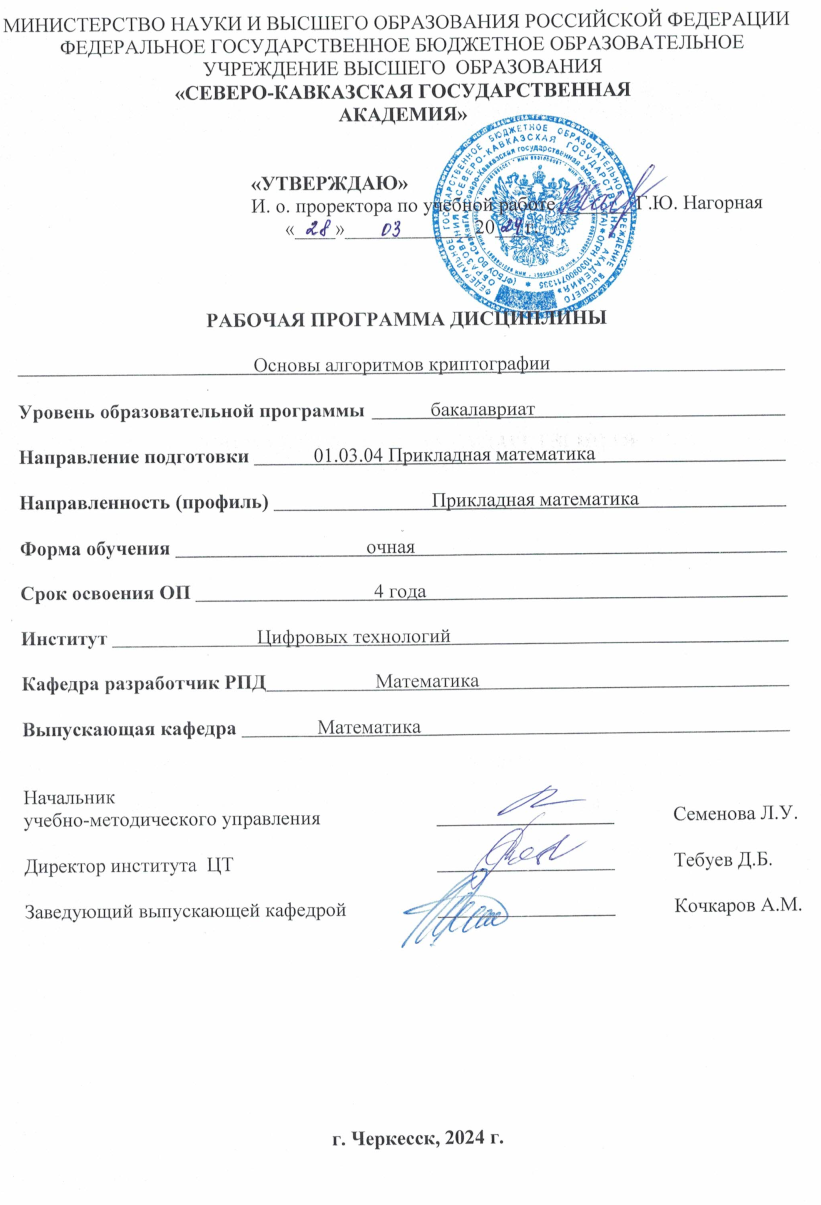 МИНИСТЕРСТВО НАУКИ И ВЫСШЕГО ОБРАЗОВАНИЯ РОССИЙСКОЙ ФЕДЕРАЦИИ
ФЕДЕРАЛЬНОЕ ГОСУДАРСТВЕННОЕ БЮДЖЕТНОЕ ОБРАЗОВАТЕЛЬНОЕ
УЧРЕЖДЕНИЕ ВЫСШЕГО ОБРАЗОВАНИЯ
«СЕВЕРО-КАВКАЗСКАЯ ГОСУДАРСТВЕННАЯ
АКАДЕМИЯ»
«УТВЕРЖДАЮ»
И. о. проректора по учебной работе Г.Ю. Нагорная
«28» 03 2024 г.
РАБОЧАЯ ПРОГРАММА ДИСЦИПЛИНЫ
Основы алгоритмов криптографии
Уровень образовательной программы бакалавриат
Направление подготовки 01.03.04 Прикладная математика
Направленность (профиль) Прикладная математика
Форма обучения очная
Срок освоения ОП 4 года
Институт Цифровых технологий
Кафедра разработчик РПД Математика
Выпускающая кафедра Математика
Начальник
учебно-методического управления Семенова Л.У.
Директор института ЦТ Тебуев Д.Б.
Заведующий выпускающей кафедрой Кочкаров А.М.
г. Черкесск, 2024 г.